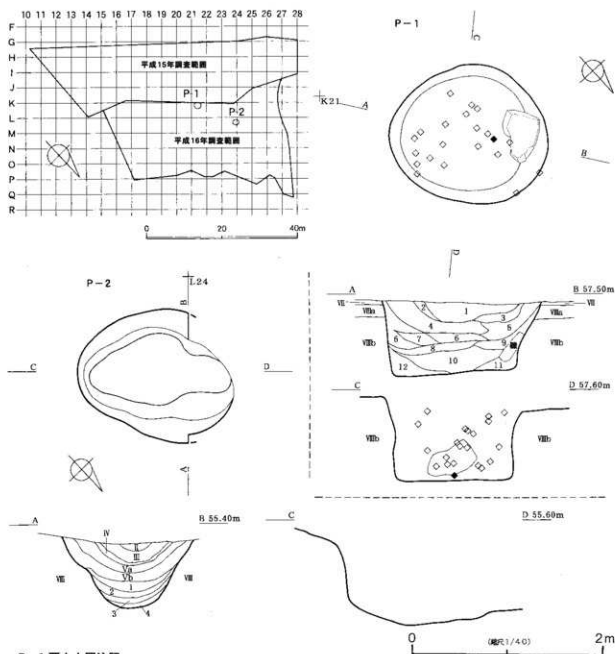 10 11 12 13 14 15 16 17 18 19 20 21 22 23 24 25 26 27 28
F
G
H
I
J
K
L
M
N
O
P
Q
R
平成15年調査範囲
P-1
P-2
平成16年調査範囲
0 40m
P-1
C
K21
A
B
D
P-2
L24
B
C D
A
A B 57.50m
Ⅶ Ⅶ
Ⅷa Ⅷa
Ⅷb Ⅷb
1
2
3
4
5
6 7 6
8
9
10
11
12
C D 57.60m
Ⅷb Ⅷb
A B 55.40m
Ⅳ
Ⅱ
Ⅲ
Ⅴa
Ⅴb
Ⅷ Ⅷ
1
2
3 4
C D 55.60m
0 (縮尺1/40) 2m